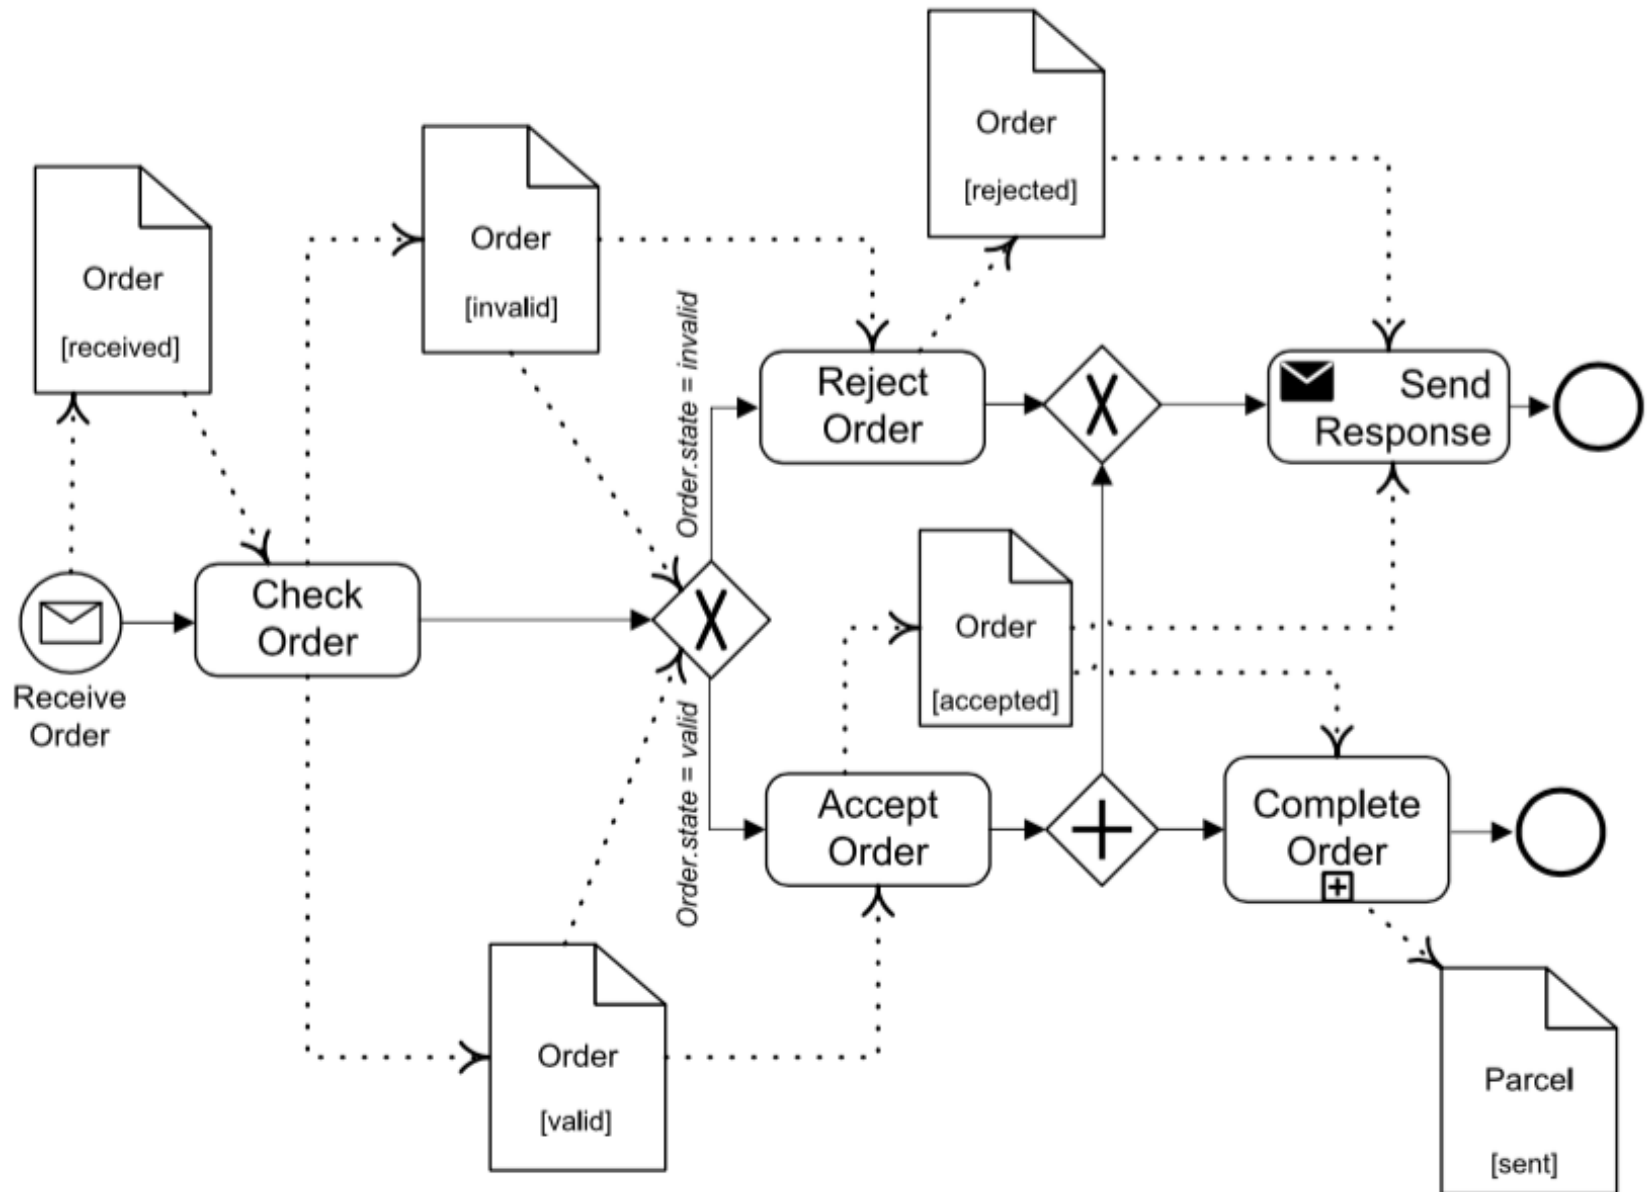 Order
[rejected]
Order
[invalid]
Order
[received]
Order.state = invalid
Reject
Order
Send
Response
Check
Order
Receive
Order
Order
[accepted]
Order.state = valid
Accept
Order
Complete
Order
Order
[valid]
Parcel
[sent]